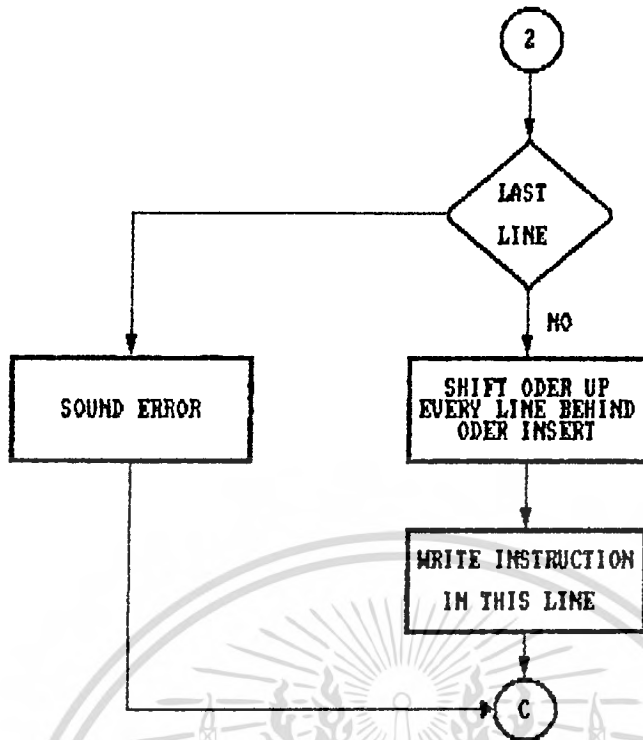 2
LAST
LINE
NO
SOUND ERROR
SHIFT ODER UP
EVERY LINE BEHIND
ODER INSERT
WRITE INSTRUCTION
IN THIS LINE
C